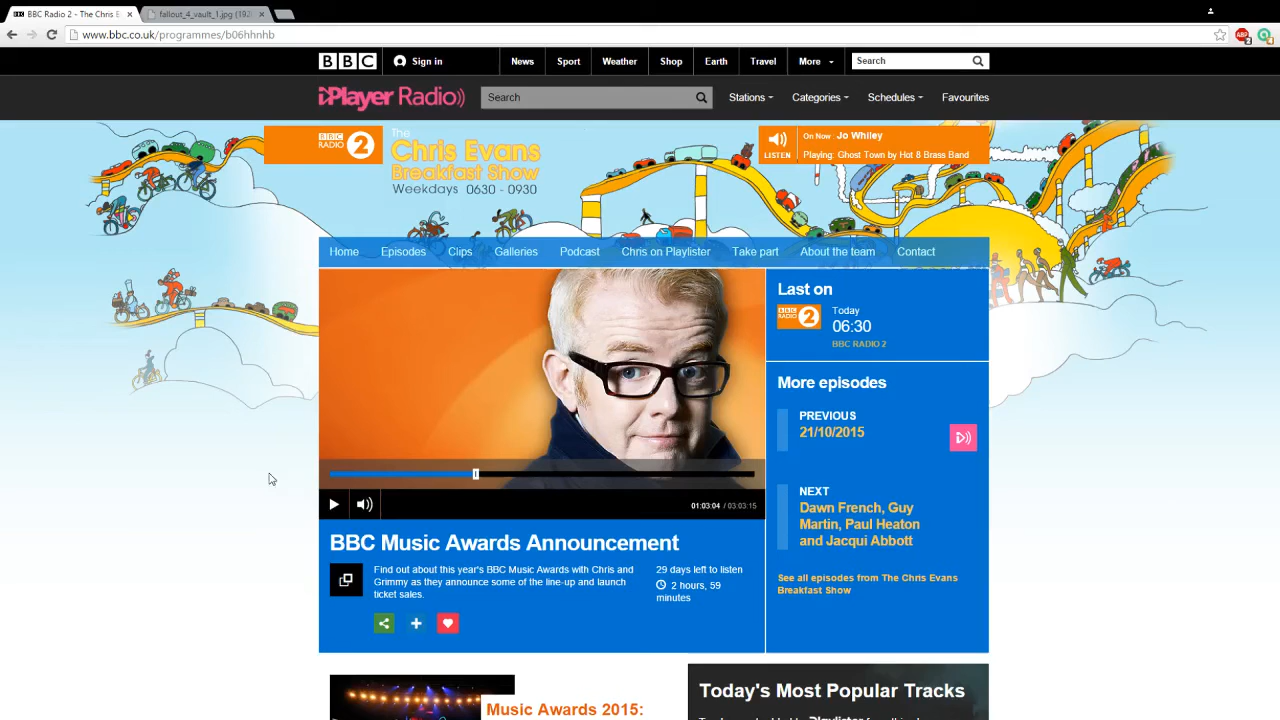 BBC Radio 2 - The Chris E
fallout_4_vault_1.jpg (192
www.bbc.co.uk/programmes/b06hhnhb
ABP
2
BBC
Sign in
News
Sport
Weather
Shop
Earth
Travel
More
Search
iPlayer Radio
Search
Stations
Categories
Schedules
Favourites
BBC
RADIO 2
The
Chris Evans
Breakfast Show
Weekdays 0630 - 0930
LISTEN
On Now : Jo Whiley
Playing: Ghost Town by Hot 8 Brass Band
Home
Episodes
Clips
Galleries
Podcast
Chris on Playlister
Take part
About the team
Contact
Last on
BBC
RADIO 2
Today
06:30
BBC RADIO 2
More episodes
PREVIOUS
21/10/2015
NEXT
Dawn French, Guy
Martin, Paul Heaton
and Jacqui Abbott
See all episodes from The Chris Evans
Breakfast Show
01:03:04 / 03:03:15
BBC Music Awards Announcement
Find out about this year's BBC Music Awards with Chris and
Grimmy as they announce some of the line-up and launch
ticket sales.
29 days left to listen
2 hours, 59
minutes
Music Awards 2015:
Today's Most Popular Tracks